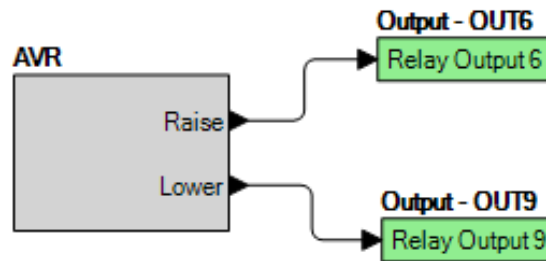 Output - OUT6
Relay Output 6
AVR
Raise
Lower
Output - OUT9
Relay Output 9